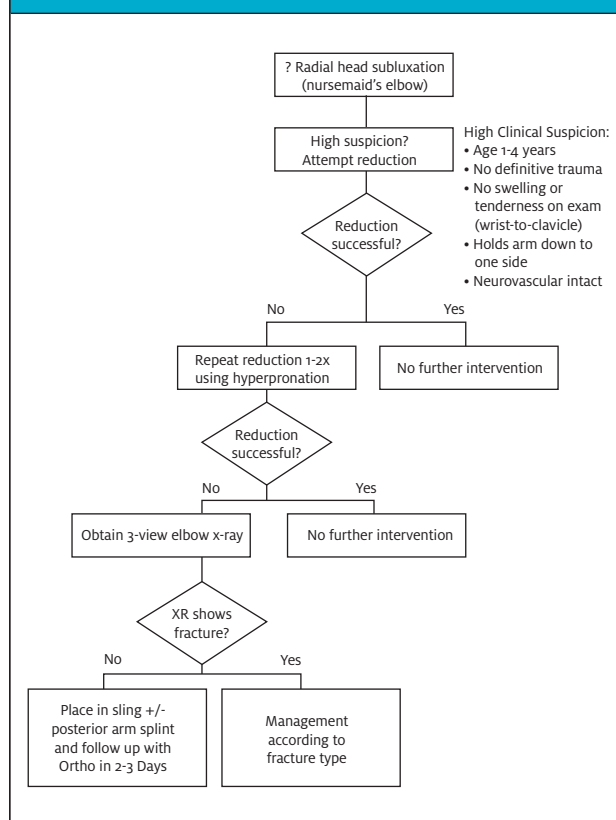 ? Radial head subluxation
(nursemaid's elbow)
High suspicion?
Attempt reduction
High Clinical Suspicion:
• Age 1-4 years
• No definitive trauma
• No swelling or
tenderness on exam
(wrist-to-clavicle)
• Holds arm down to
one side
• Neurovascular intact
Reduction
successful?
No
Yes
Repeat reduction 1-2x
using hyperpronation
No further intervention
Reduction
successful?
No
Yes
Obtain 3-view elbow x-ray
No further intervention
XR shows
fracture?
No
Yes
Place in sling +/-
posterior arm splint
and follow up with
Ortho in 2-3 Days
Management
according to
fracture type